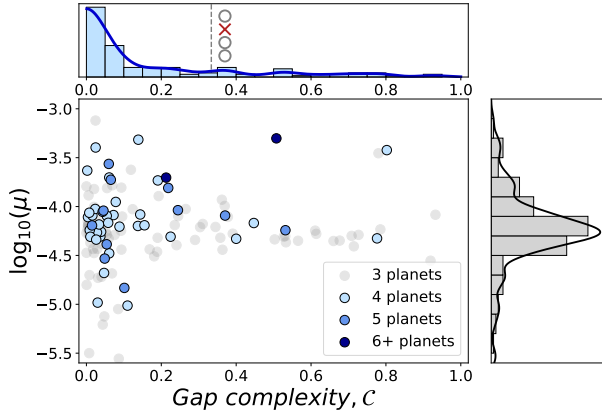 0.0 0.2 0.4 0.6 0.8 1.0
−3.0
−3.5
−4.0
−4.5
−5.0
−5.5
log₁₀(μ)
3 planets
4 planets
5 planets
6+ planets
0.0 0.2 0.4 0.6 0.8 1.0
Gap complexity, 𝒞